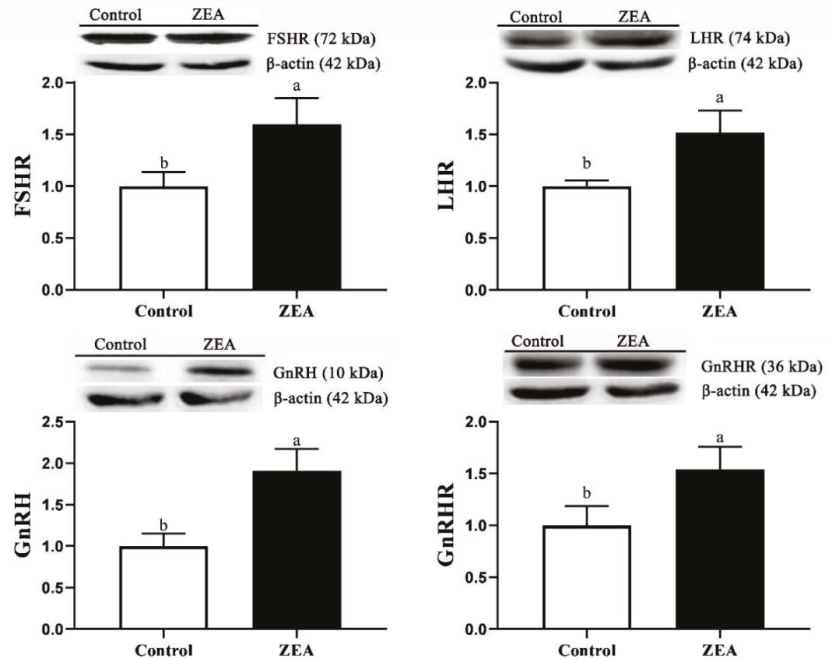 Control ZEA
FSHR (72 kDa)
β-actin (42 kDa)
2.0
a
1.5
b
1.0
0.5
0.0
FSHR
Control ZEA
Control ZEA
LHR (74 kDa)
β-actin (42 kDa)
2.0
a
1.5
b
1.0
0.5
0.0
LHR
Control ZEA
Control ZEA
GnRH (10 kDa)
β-actin (42 kDa)
2.5
a
2.0
1.5
b
1.0
0.5
0.0
GnRH
Control ZEA
Control ZEA
GnRHR (36 kDa)
β-actin (42 kDa)
2.0
a
1.5
b
1.0
0.5
0.0
GnRHR
Control ZEA